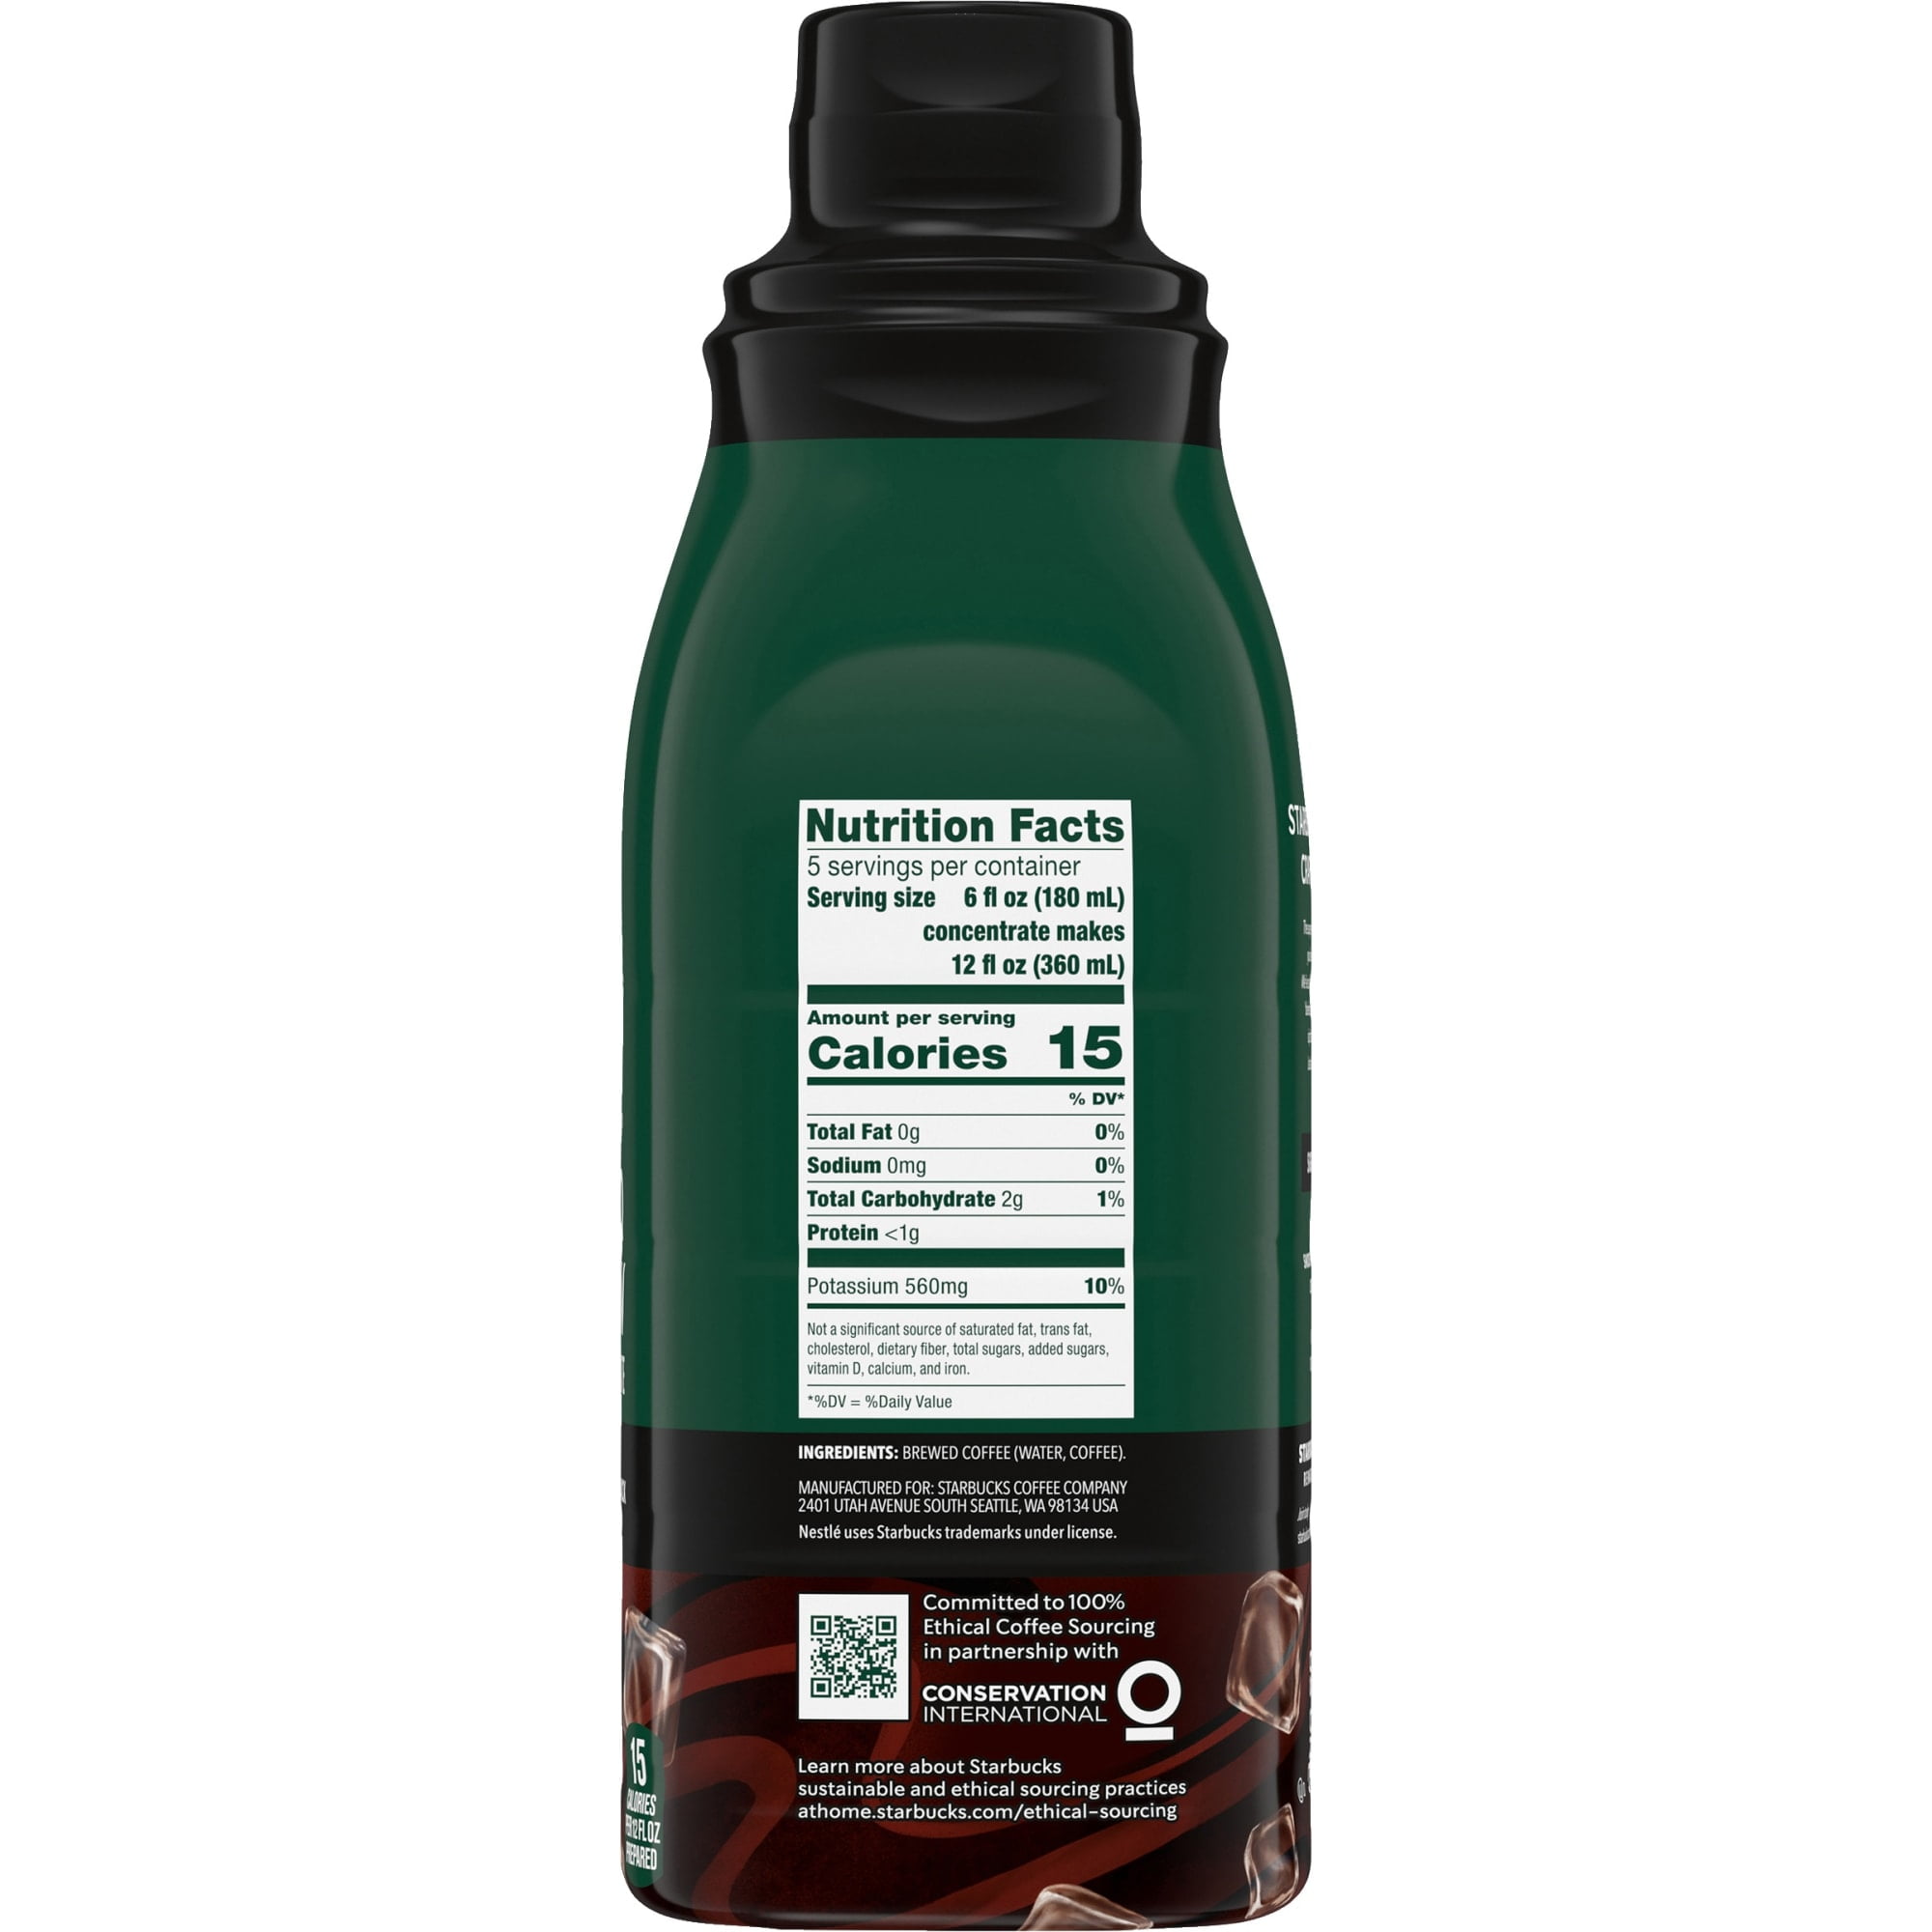 Nutrition Facts
5 servings per container
Serving size 6 fl oz (180 mL)
concentrate makes
12 fl oz (360 mL)
Amount per serving
Calories 15
% DV*
Total Fat 0g 0%
Sodium 0mg 0%
Total Carbohydrate 2g 1%
Protein <1g
Potassium 560mg 10%
Not a significant source of saturated fat, trans fat,
cholesterol, dietary fiber, total sugars, added sugars,
vitamin D, calcium, and iron.
*%DV = %Daily Value
INGREDIENTS: BREWED COFFEE (WATER, COFFEE).
MANUFACTURED FOR: STARBUCKS COFFEE COMPANY
2401 UTAH AVENUE SOUTH SEATTLE, WA 98134 USA
Nestlé uses Starbucks trademarks under license.
Committed to 100%
Ethical Coffee Sourcing
in partnership with
CONSERVATION
INTERNATIONAL
Learn more about Starbucks
sustainable and ethical sourcing practices
athome.starbucks.com/ethical-sourcing
15
CALORIES
PER 12 FL OZ
PREPARED